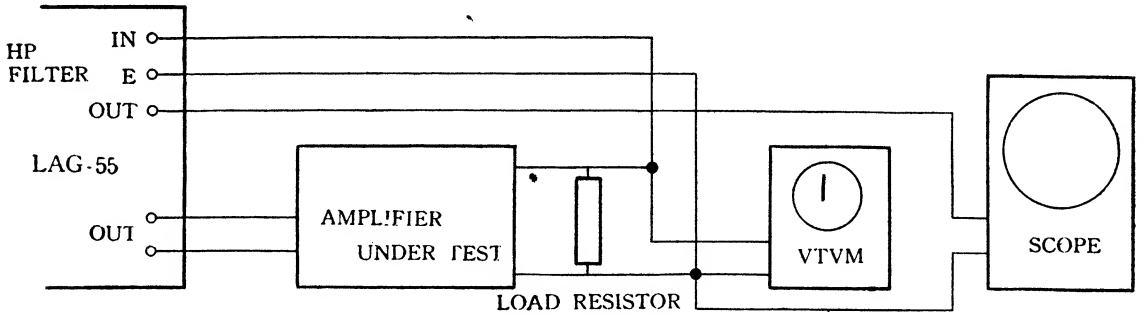 HP
FILTER
IN
E
OUT
LAG-55
OUT
AMPLIFIER
UNDER TEST
LOAD RESISTOR
VTVM
SCOPE